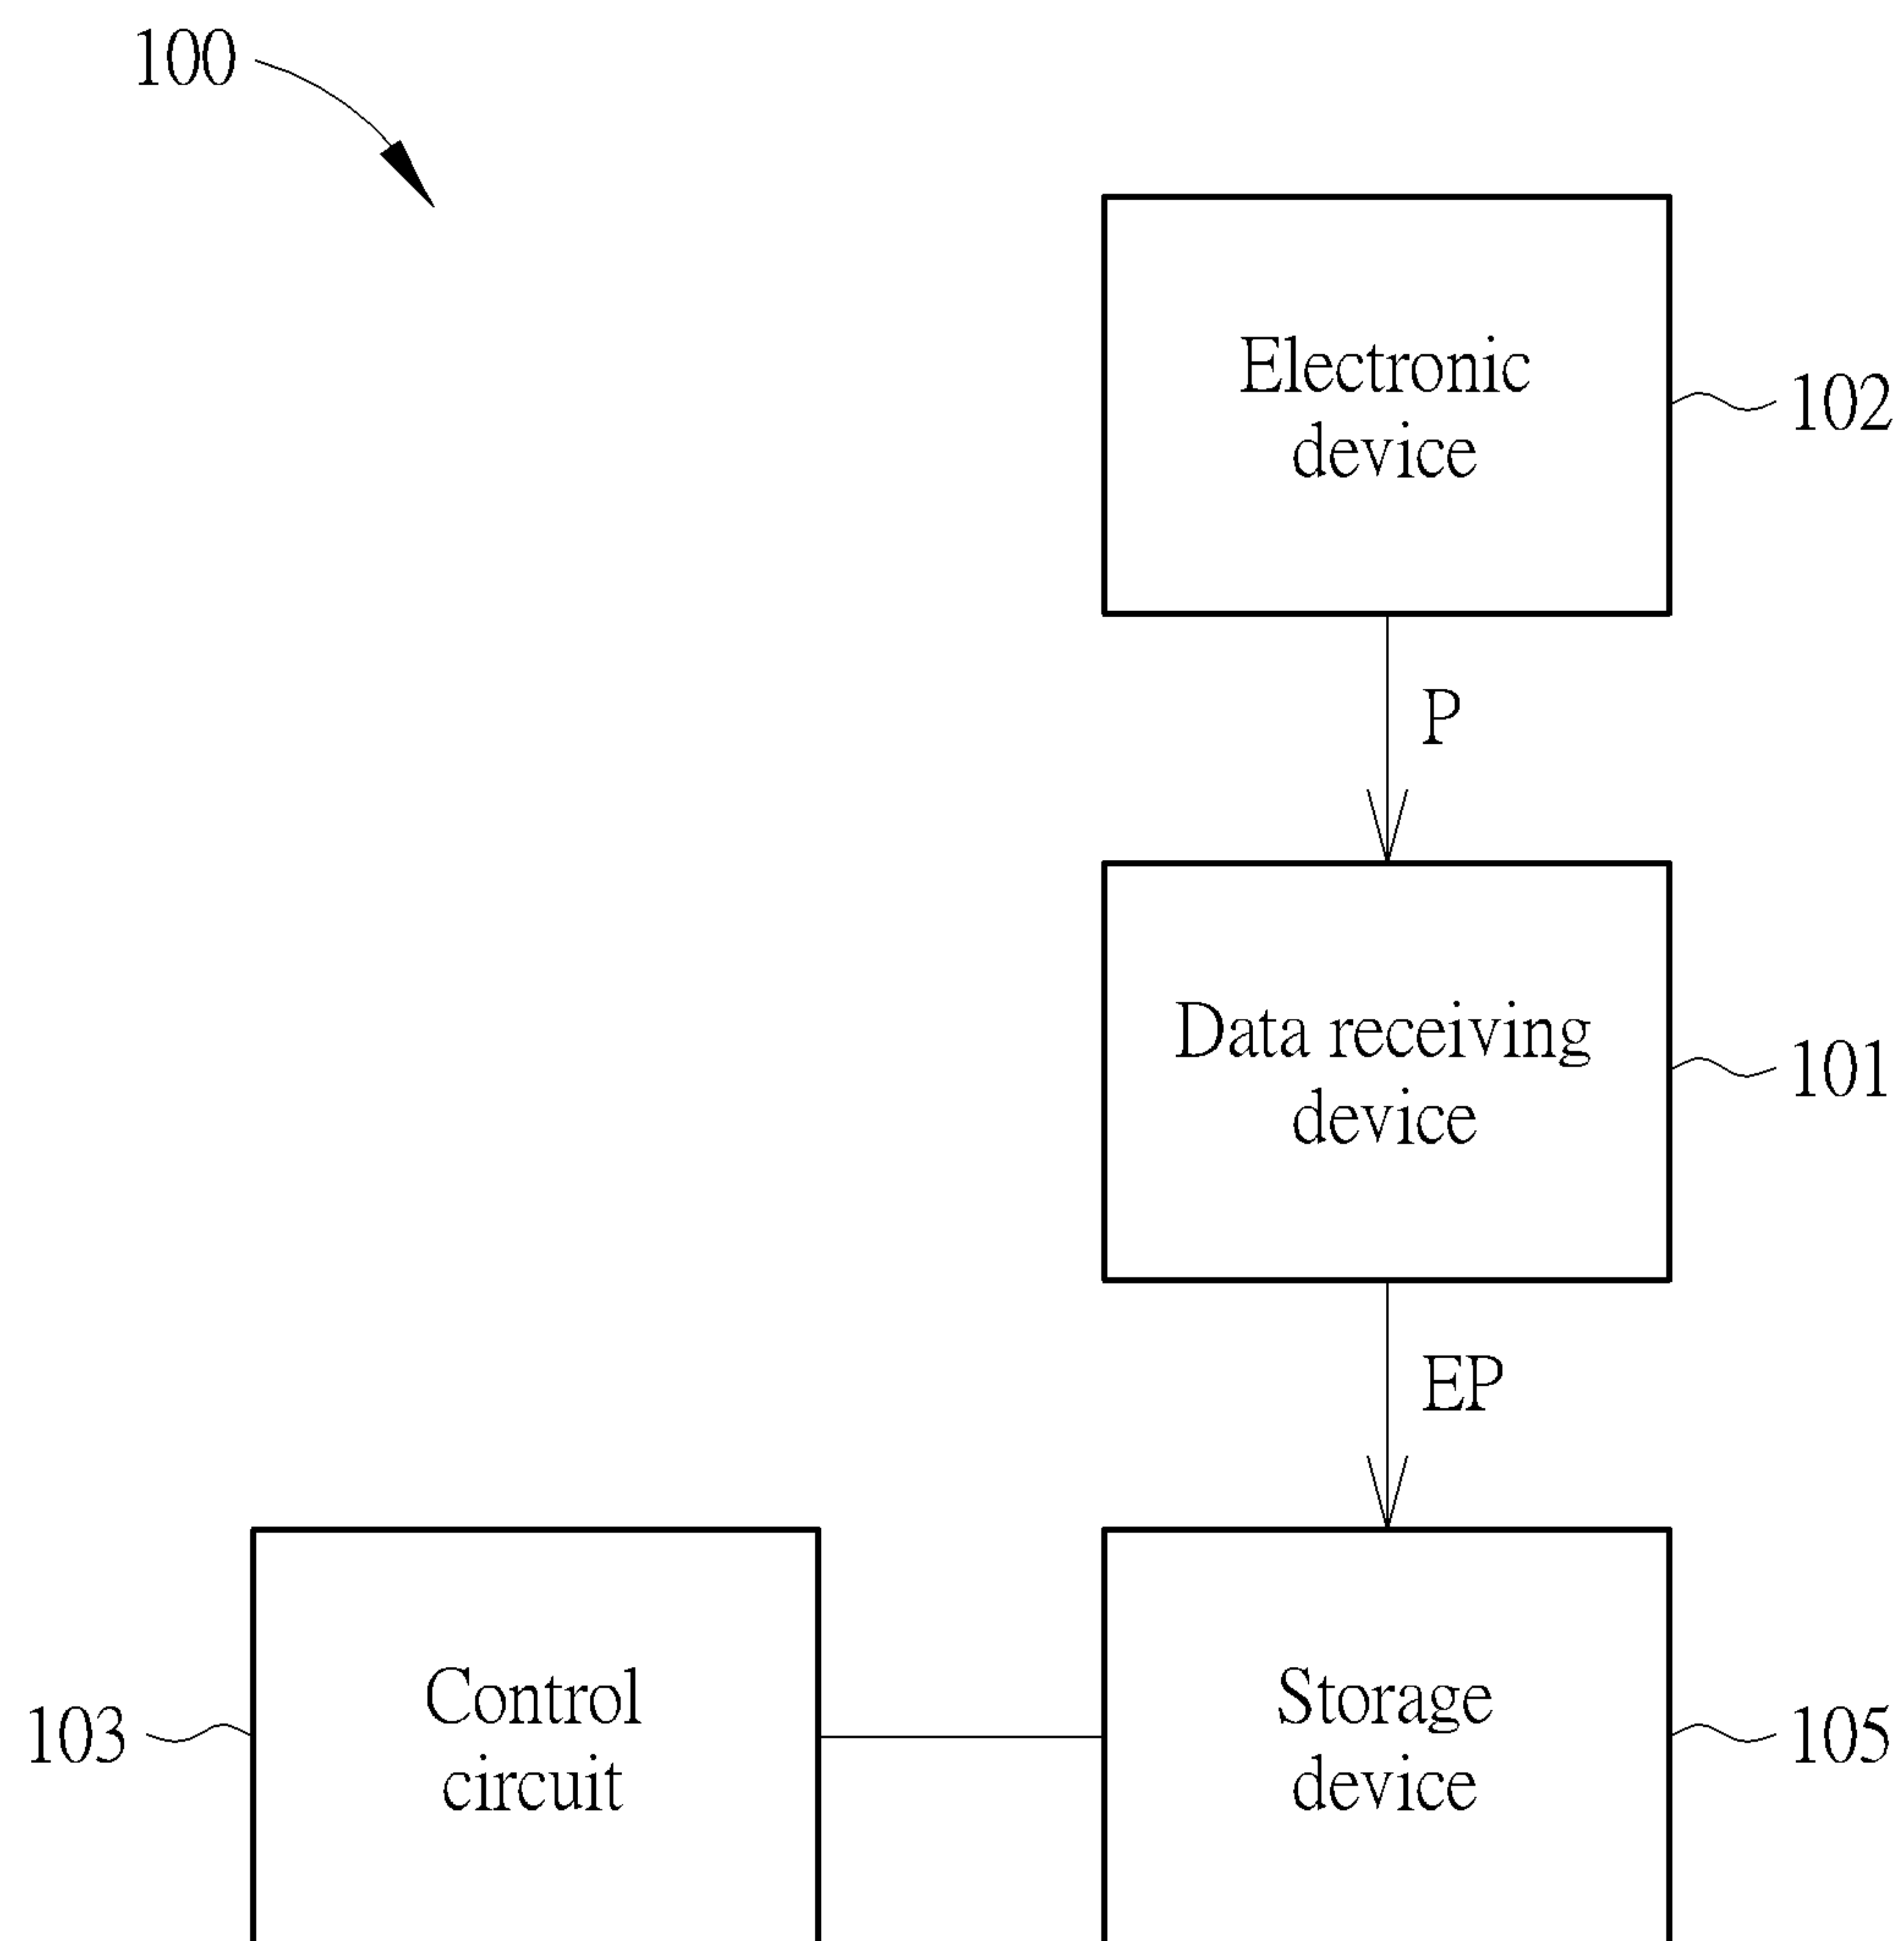 100
Electronic
device
102
P
Data receiving
device
101
EP
Control
circuit
103
Storage
device
105